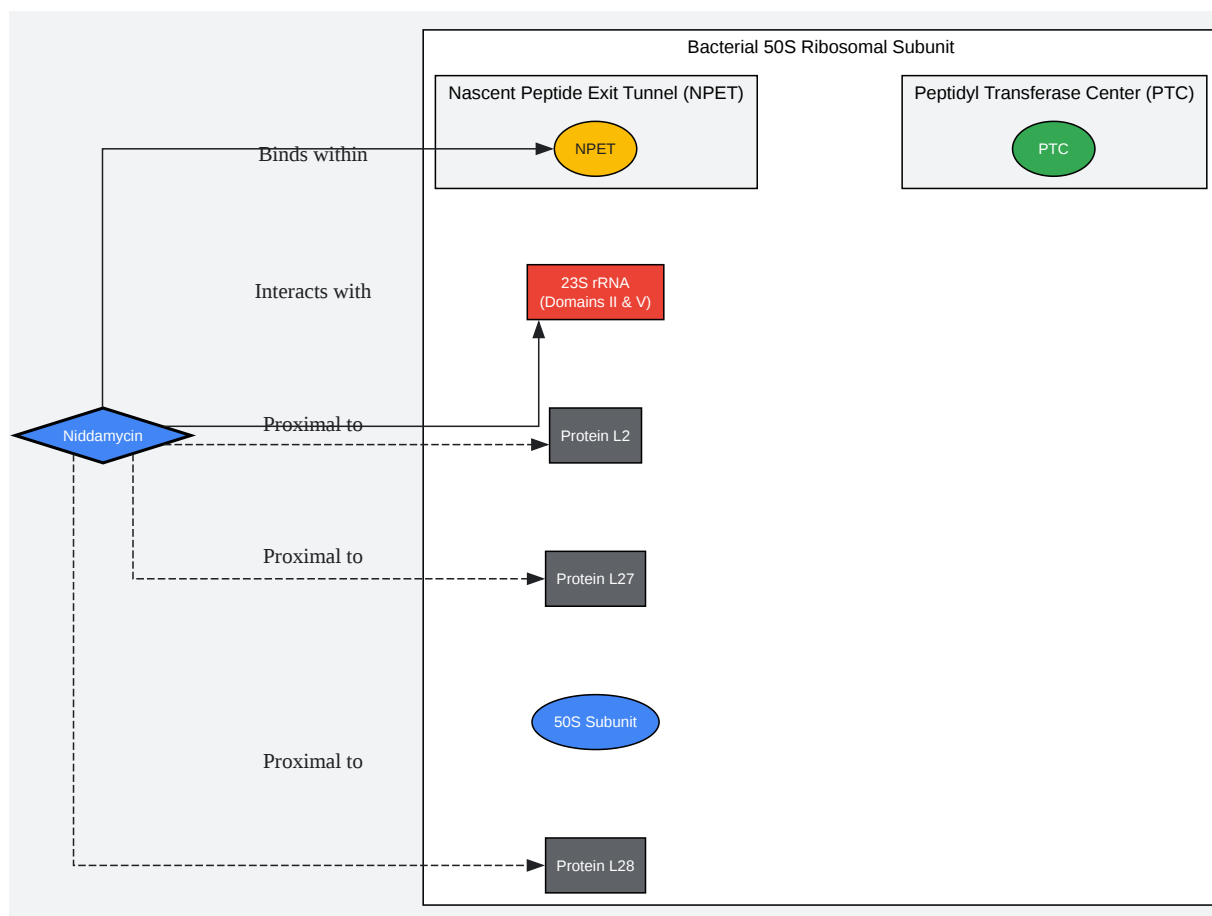 Bacterial 50S Ribosomal Subunit
Nascent Peptide Exit Tunnel (NPET)
Peptidyl Transferase Center (PTC)
Binds within
NPET
PTC
Interacts with
23S rRNA
(Domains II & V)
Proximal to
Niddamycin
Protein L2
Proximal to
Protein L27
50S Subunit
Proximal to
Protein L28